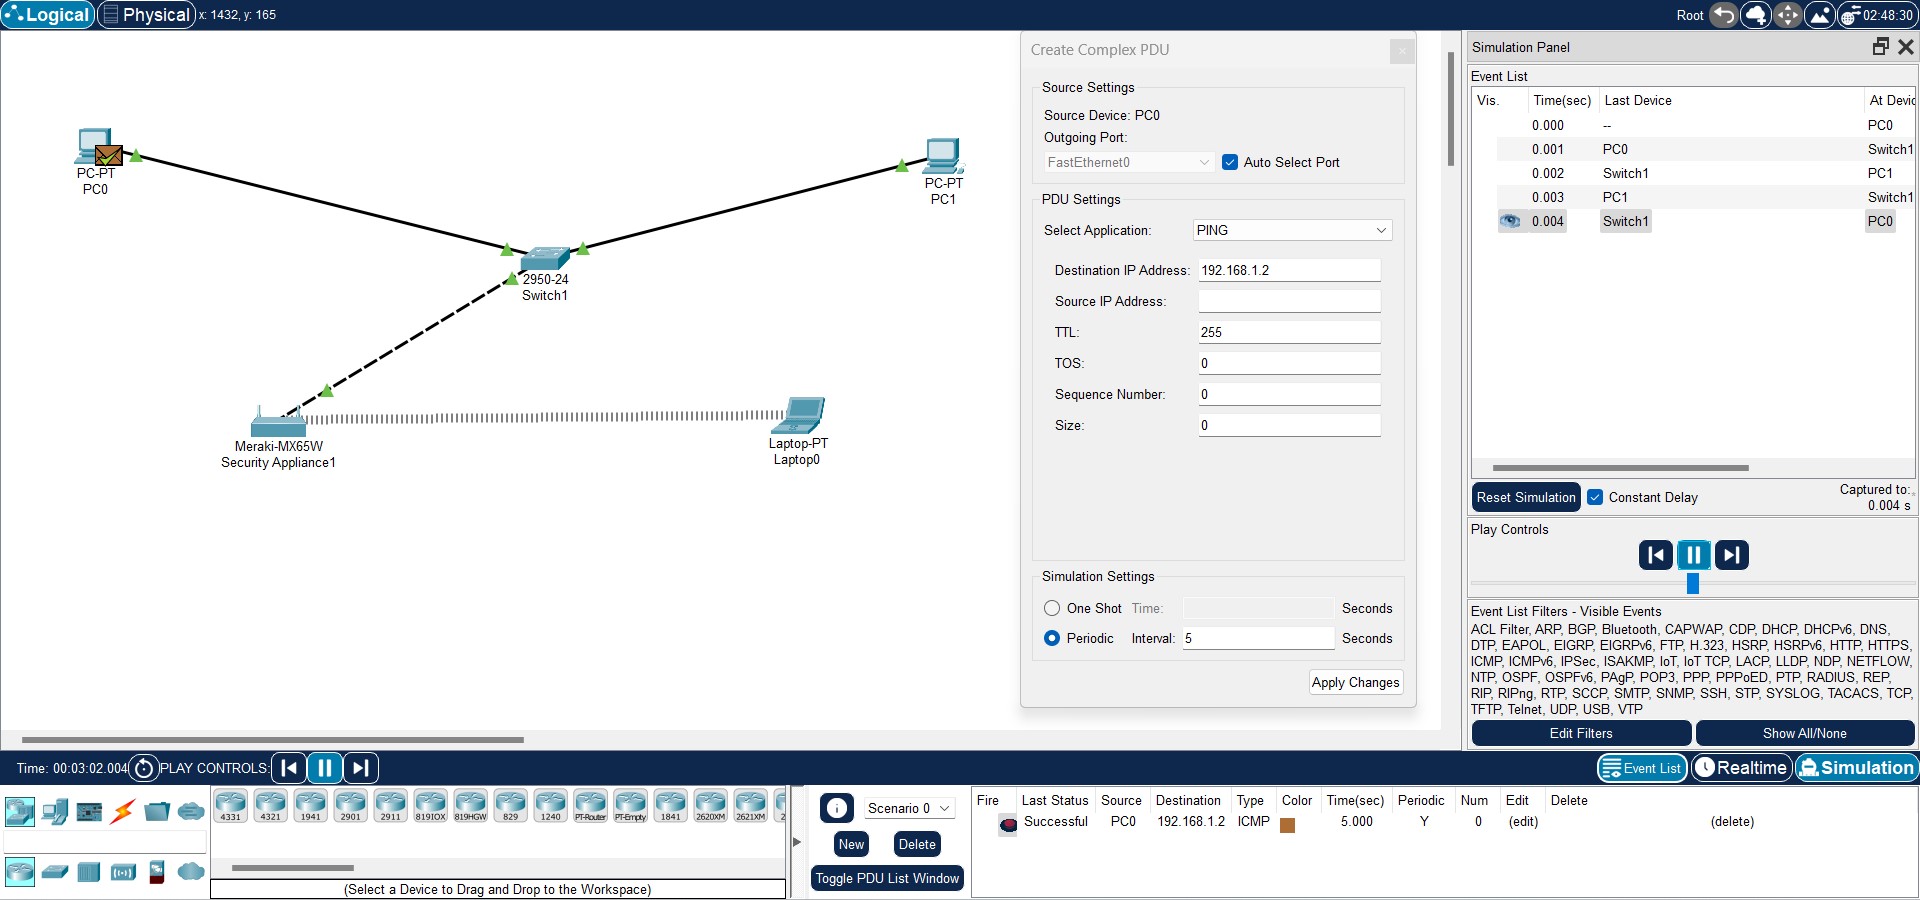 Logical Physical x: 1432, y: 165
Root 02:48:30
PC-PT
PC0
PC-PT
PC1
2950-24
Switch1
Meraki-MX65W
Security Appliance1
Laptop-PT
Laptop0
Create Complex PDU
Source Settings
Source Device: PC0
Outgoing Port:
FastEthernet0 Auto Select Port
PDU Settings
Select Application: PING
Destination IP Address: 192.168.1.2
Source IP Address:
TTL: 255
TOS: 0
Sequence Number: 0
Size: 0
Simulation Settings
One Shot Time: Seconds
Periodic Interval: 5 Seconds
Apply Changes
Simulation Panel
Event List
Vis. Time(sec) Last Device At Devic
0.000 -- PC0
0.001 PC0 Switch1
0.002 Switch1 PC1
0.003 PC1 Switch1
0.004 Switch1 PC0
Reset Simulation Constant Delay Captured to:
0.004 s
Play Controls
Event List Filters - Visible Events
ACL Filter, ARP, BGP, Bluetooth, CAPWAP, CDP, DHCP, DHCPv6, DNS,
DTP, EAPOL, EIGRP, EIGRPv6, FTP, H.323, HSRP, HSRPv6, HTTP, HTTPS,
ICMP, ICMPv6, IPSec, ISAKMP, IoT, IoT TCP, LACP, LLDP, NDP, NETFLOW,
NTP, OSPF, OSPFv6, PAgP, POP3, PPP, PPPoED, PTP, RADIUS, REP,
RIP, RIPng, RTP, SCCP, SMTP, SNMP, SSH, STP, SYSLOG, TACACS, TCP,
TFTP, Telnet, UDP, USB, VTP
Edit Filters Show All/None
Time: 00:03:02.004 PLAY CONTROLS: Event List Realtime Simulation
4331 4321 1941 2901 2911 819IOX 819HGW 829 1240 PT-Router PT-Empty 1841 2620XM 2621XM 2
(Select a Device to Drag and Drop to the Workspace)
Scenario 0
New Delete
Toggle PDU List Window
Fire Last Status Source Destination Type Color Time(sec) Periodic Num Edit Delete
Successful PC0 192.168.1.2 ICMP 5.000 Y 0 (edit) (delete)